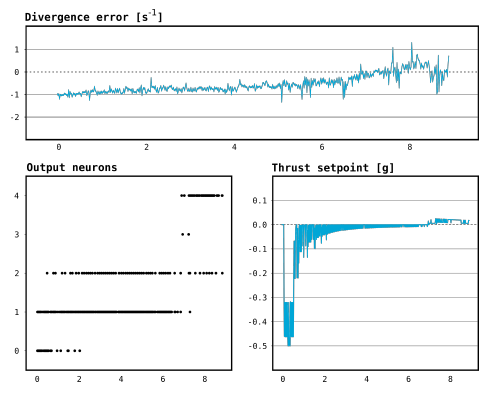 Divergence error [s⁻¹]
1
0
-1
-2
0 2 4 6 8
Output neurons
4
3
2
1
0
0 2 4 6 8
Thrust setpoint [g]
0.1
0.0
-0.1
-0.2
-0.3
-0.4
-0.5
0 2 4 6 8